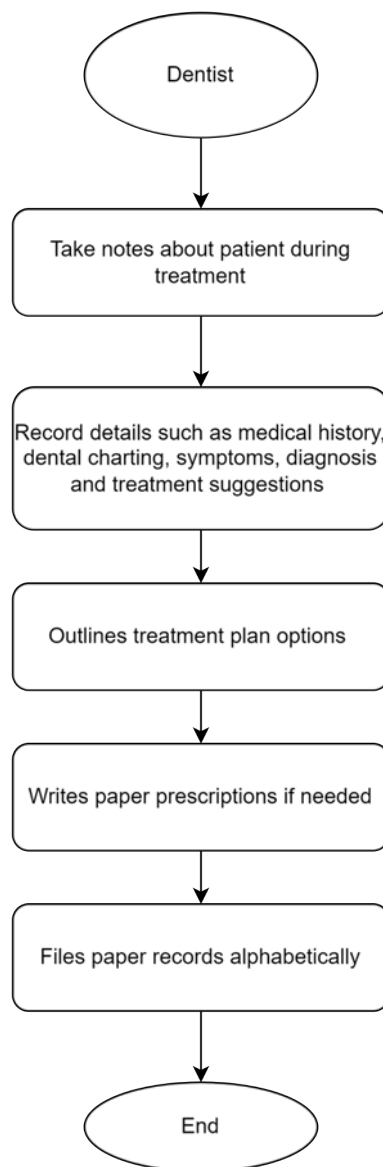 Dentist
Take notes about patient during
treatment
Record details such as medical history,
dental charting, symptoms, diagnosis
and treatment suggestions
Outlines treatment plan options
Writes paper prescriptions if needed
Files paper records alphabetically
End